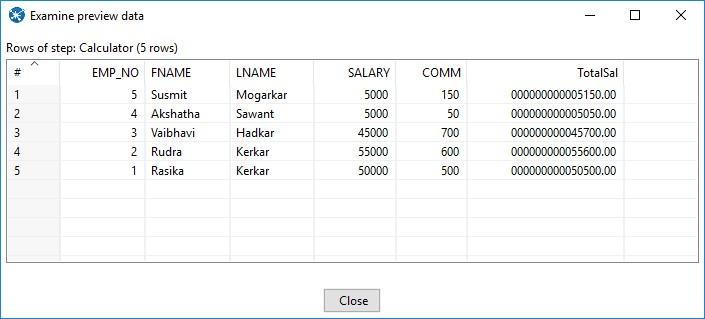 Examine preview data
Rows of step: Calculator (5 rows)
# EMP_NO FNAME LNAME SALARY COMM TotalSal
1 5 Susmit Mogarkar 5000 150 000000000005150.00
2 4 Akshatha Sawant 5000 50 000000000005050.00
3 3 Vaibhavi Hadkar 45000 700 000000000045700.00
4 2 Rudra Kerkar 55000 600 000000000055600.00
5 1 Rasika Kerkar 50000 500 000000000050500.00
Close